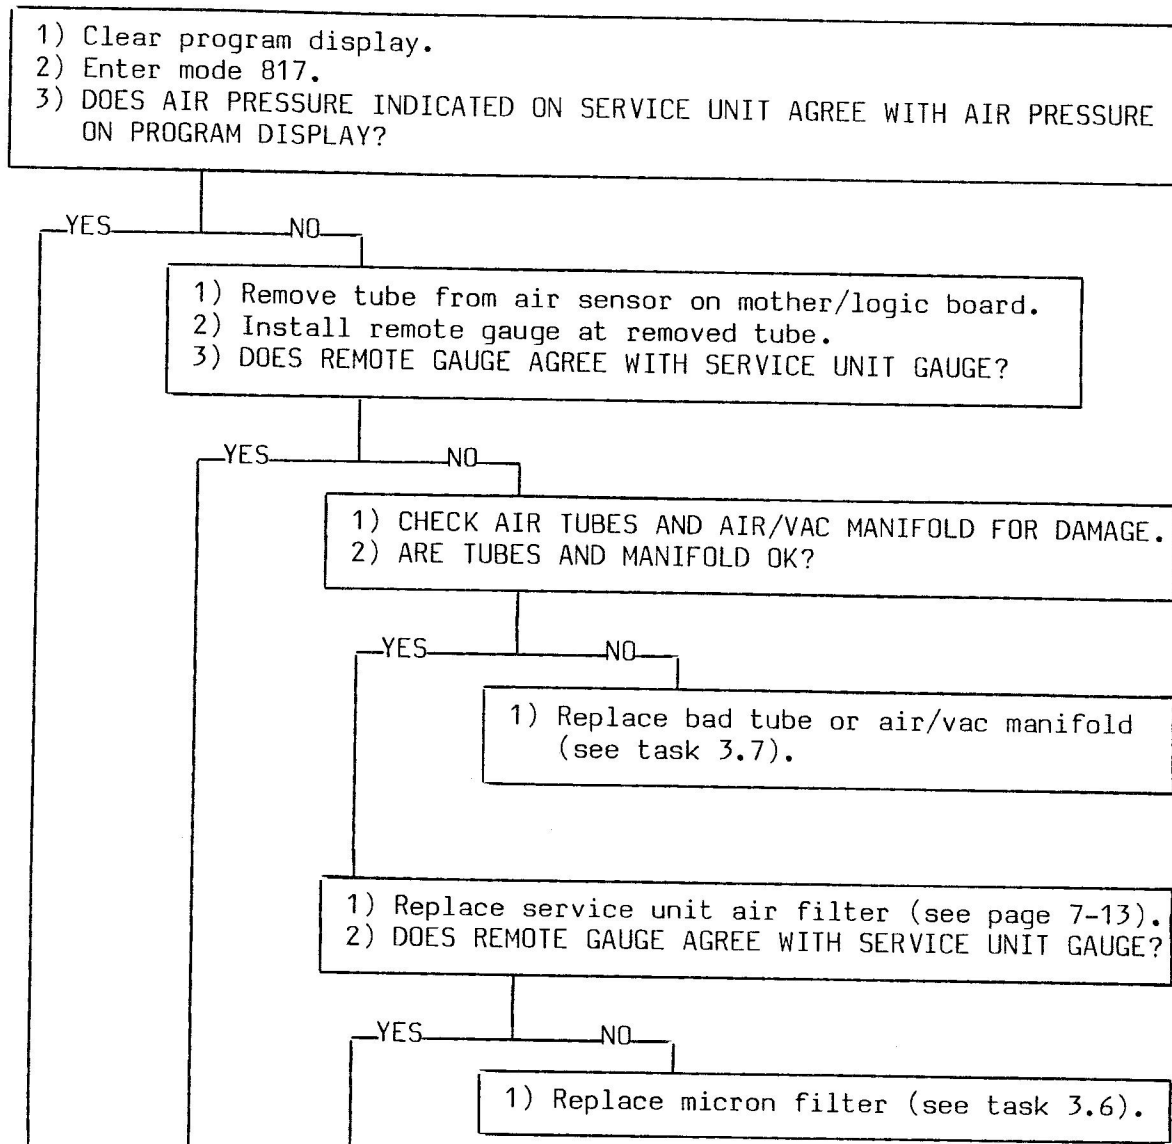 1) Clear program display.
2) Enter mode 817.
3) DOES AIR PRESSURE INDICATED ON SERVICE UNIT AGREE WITH AIR PRESSURE
ON PROGRAM DISPLAY?
YES NO
1) Remove tube from air sensor on mother/logic board.
2) Install remote gauge at removed tube.
3) DOES REMOTE GAUGE AGREE WITH SERVICE UNIT GAUGE?
YES NO
1) CHECK AIR TUBES AND AIR/VAC MANIFOLD FOR DAMAGE.
2) ARE TUBES AND MANIFOLD OK?
YES NO
1) Replace bad tube or air/vac manifold
(see task 3.7).
1) Replace service unit air filter (see page 7-13).
2) DOES REMOTE GAUGE AGREE WITH SERVICE UNIT GAUGE?
YES NO
1) Replace micron filter (see task 3.6).